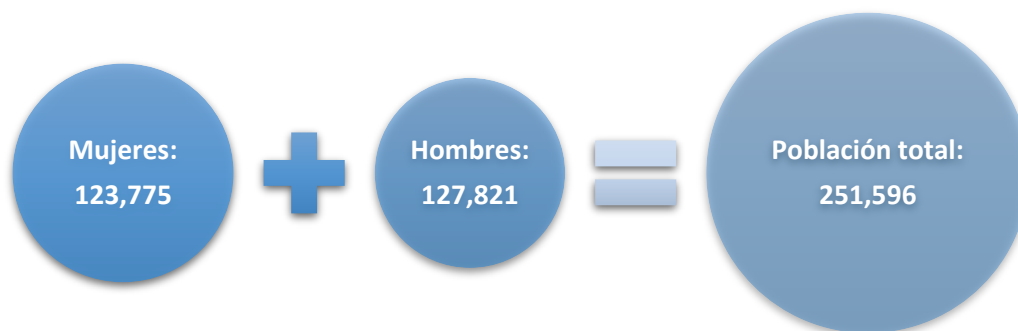 Mujeres:
123,775
Hombres:
127,821
Población total:
251,596